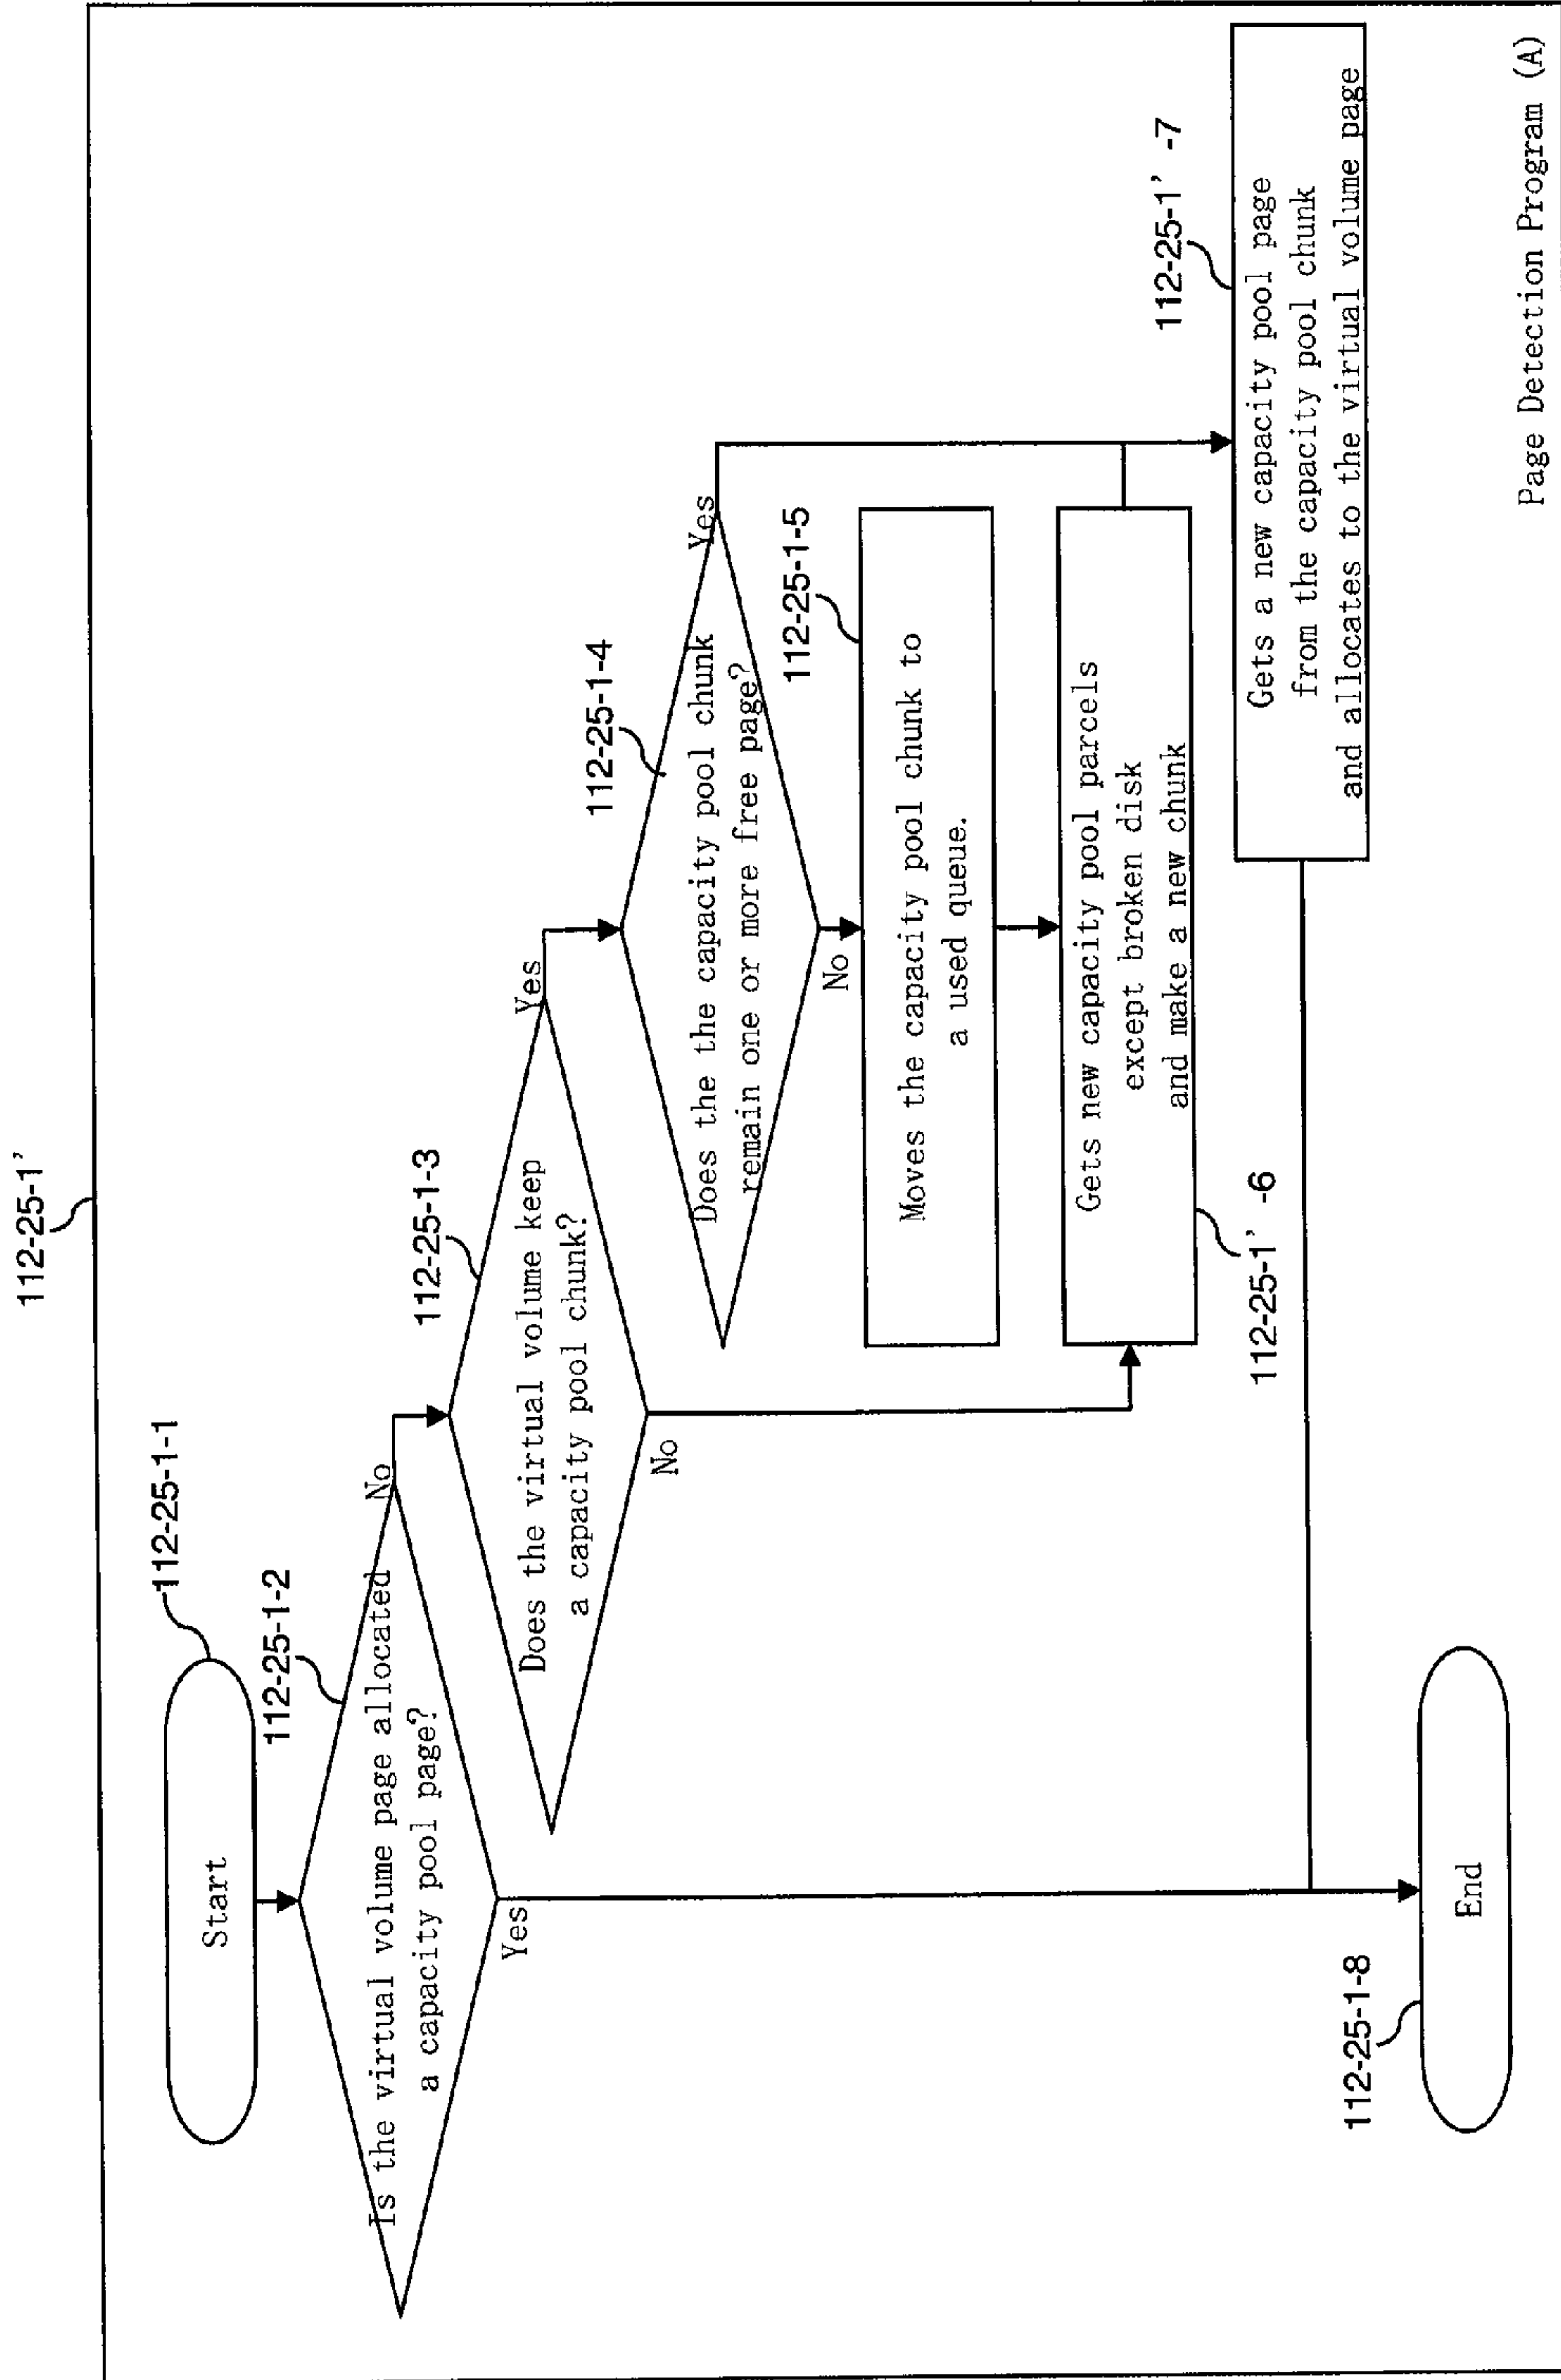 112-25-1'
112-25-1-1
Start
112-25-1-2
Is the virtual volume page allocated
a capacity pool page?
No
Yes
112-25-1-3
Does the virtual volume keep
a capacity pool chunk?
Yes
No
112-25-1-4
Does the the capacity pool chunk
remain one or more free page?
Yes
No
112-25-1-5
Moves the capacity pool chunk to
a used queue.
Gets new capacity pool parcels
except broken disk
and make a new chunk
112-25-1' -6
112-25-1' -7
Gets a new capacity pool page
from the capacity pool chunk
and allocates to the virtual volume page
112-25-1-8
End
Page Detection Program (A)